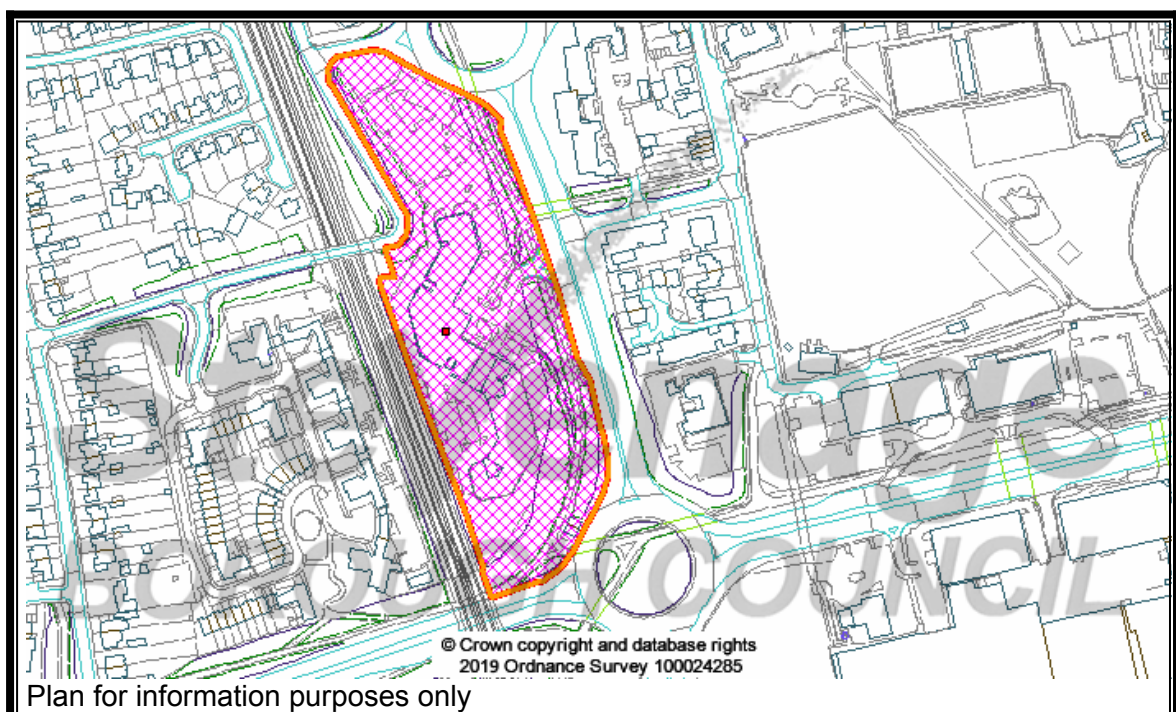 Stevenage
BOROUGH COUNCIL
© Crown copyright and database rights
2019 Ordnance Survey 100024285
Plan for information purposes only